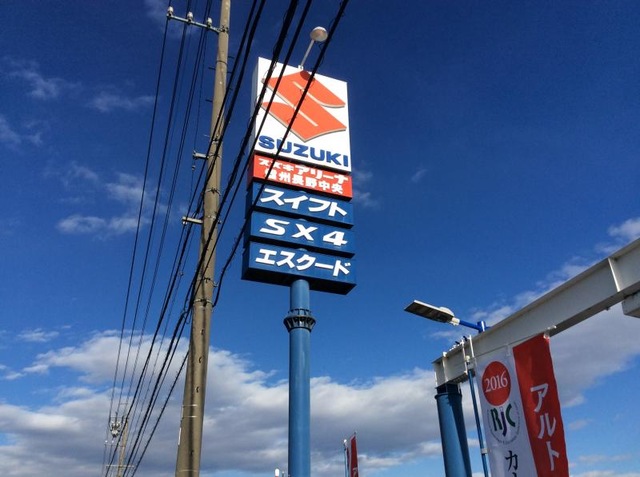 SUZUKI
スズキアリーナ
信州長野中央
スイフト
SX4
エスクード
2016
RJC
カ
アルト